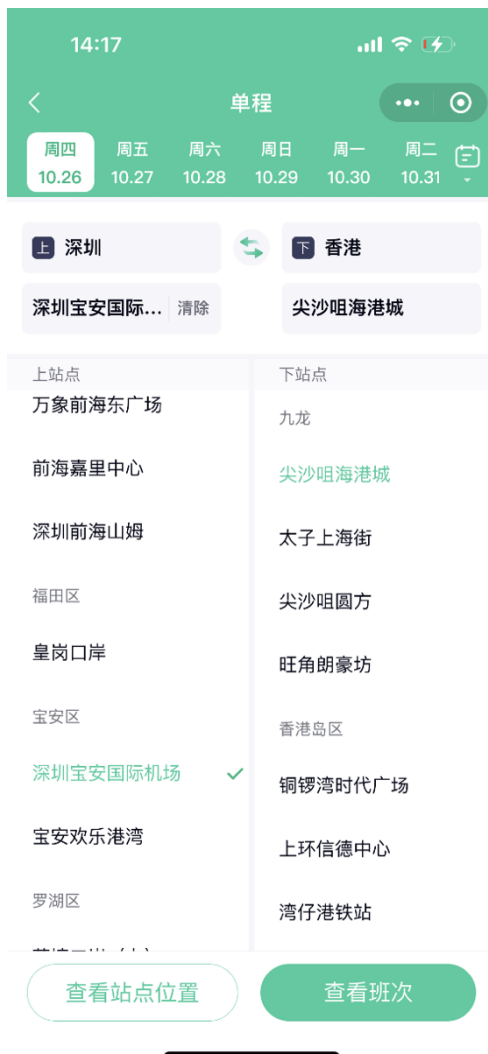 14:17
单程
周四 周五 周六 周日 周一 周二
10.26 10.27 10.28 10.29 10.30 10.31
上 深圳 下 香港
深圳宝安国际... 清除 尖沙咀海港城
上站点 下站点
万象前海东广场
九龙
前海嘉里中心
尖沙咀海港城
深圳前海山姆
太子上海街
福田区
尖沙咀圆方
皇岗口岸
旺角朗豪坊
宝安区
香港岛区
深圳宝安国际机场
铜锣湾时代广场
宝安欢乐港湾
上环信德中心
罗湖区
湾仔港铁站
查看站点位置 查看班次